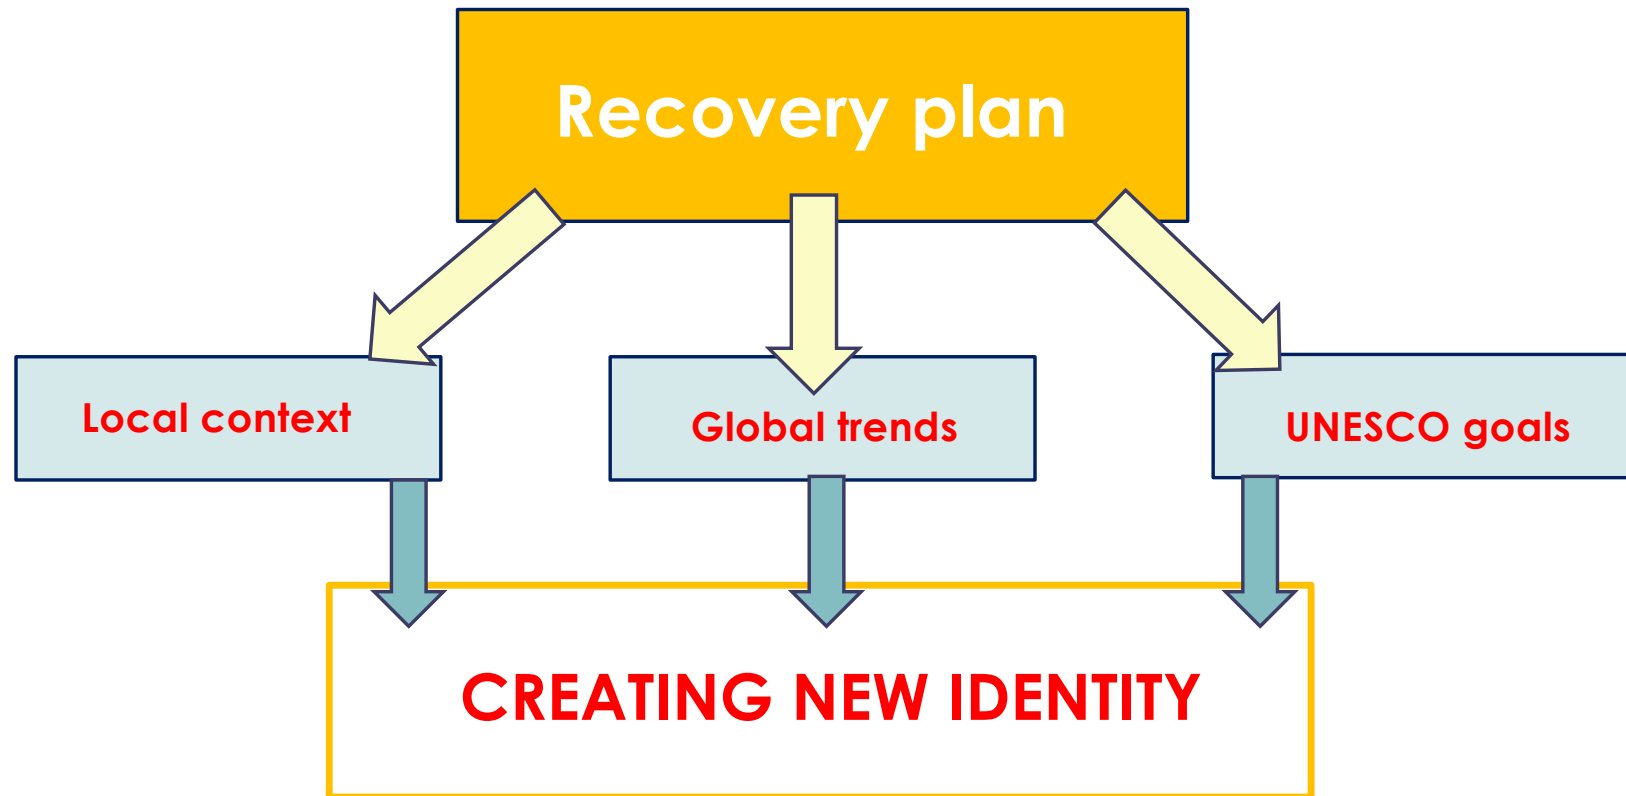 Recovery plan
Local context
Global trends
UNESCO goals
CREATING NEW IDENTITY